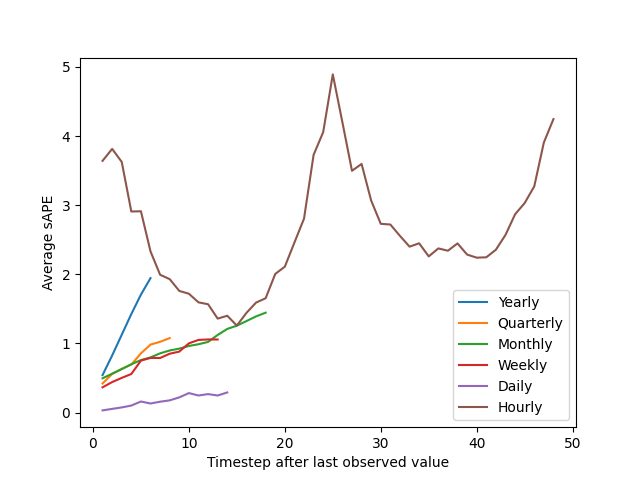 5
4
3
2
1
0
Average sAPE
Yearly
Quarterly
Monthly
Weekly
Daily
Hourly
0 10 20 30 40 50
Timestep after last observed value